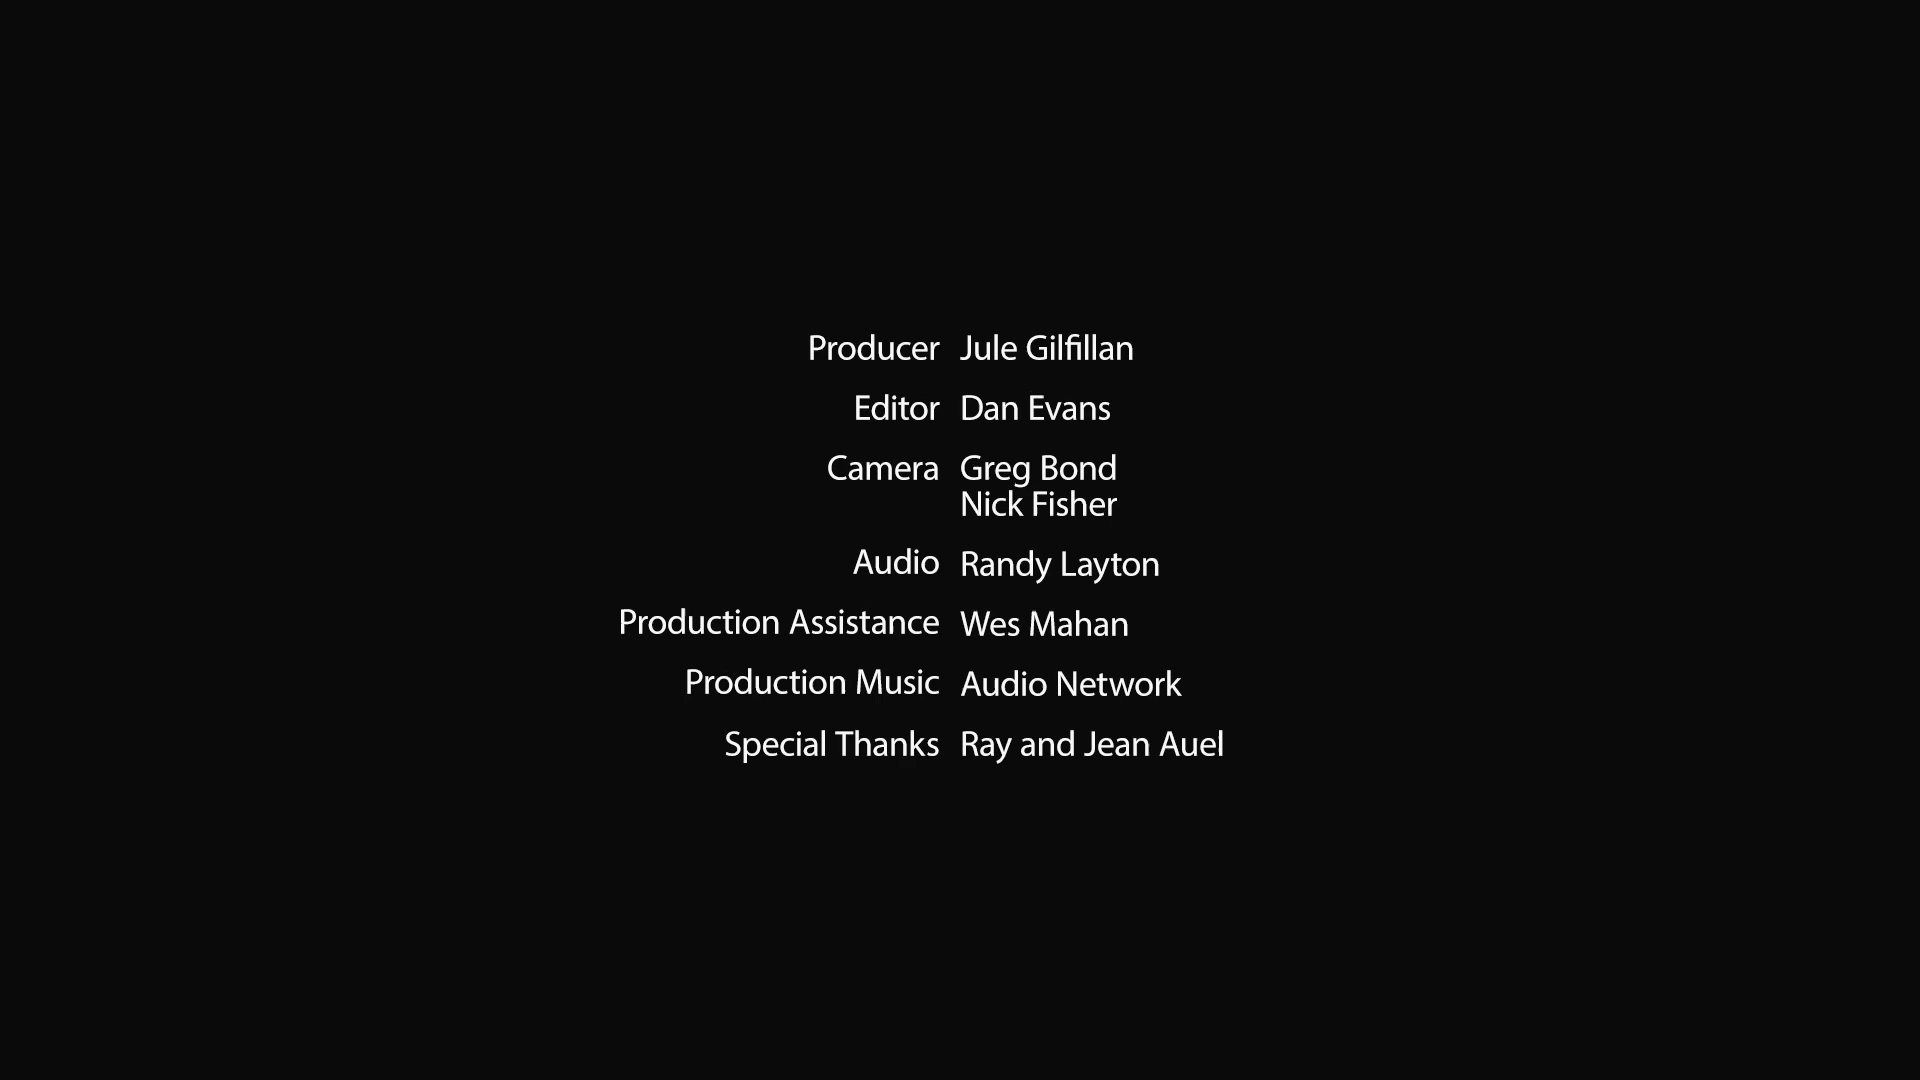 Producer Jule Gilfillan
Editor Dan Evans
Camera Greg Bond
Nick Fisher
Audio Randy Layton
Production Assistance Wes Mahan
Production Music Audio Network
Special Thanks Ray and Jean Auel